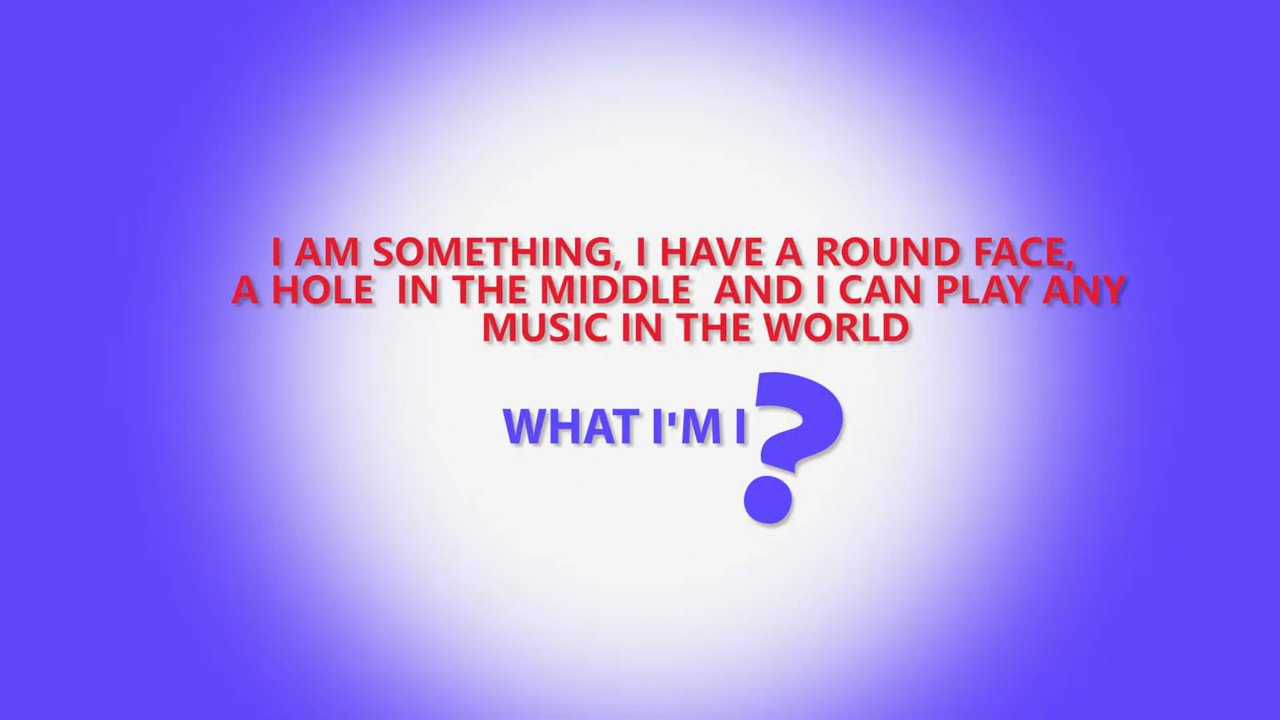 I AM SOMETHING, I HAVE A ROUND FACE,
A HOLE IN THE MIDDLE AND I CAN PLAY ANY
MUSIC IN THE WORLD
WHAT I'M I?